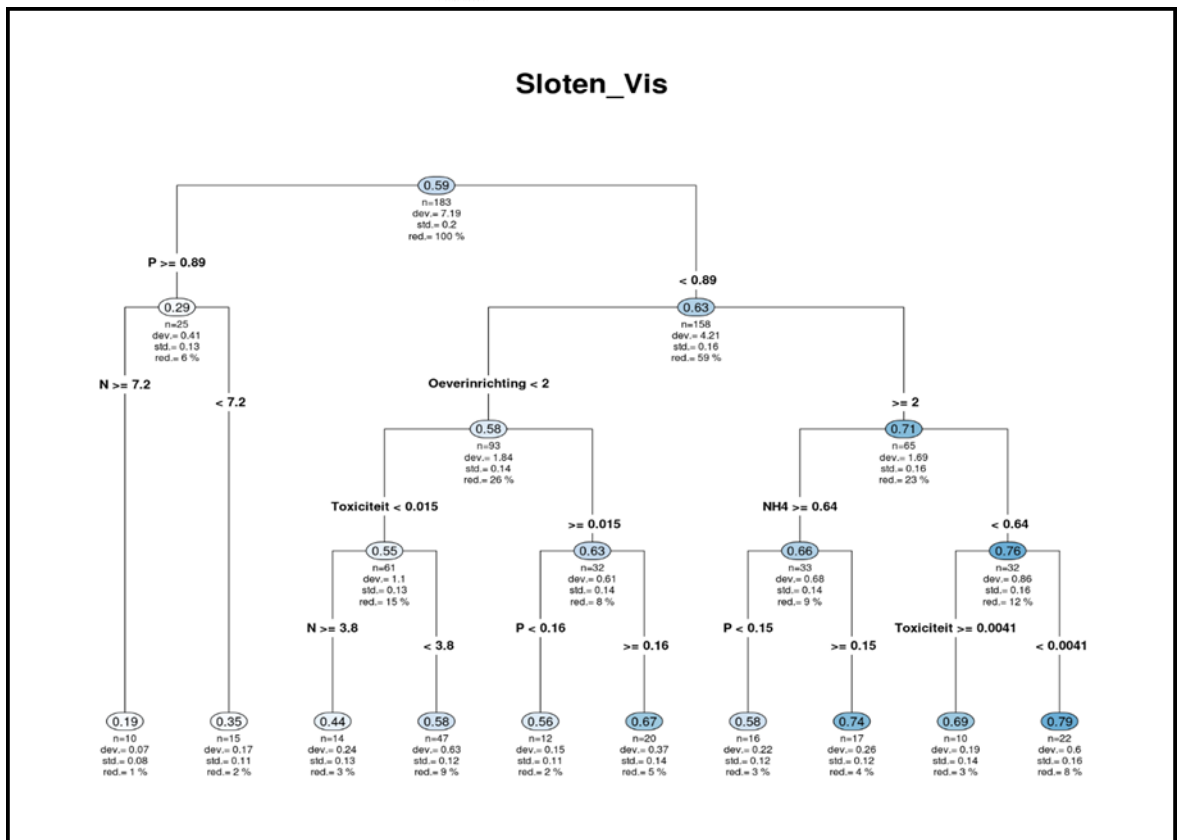 Sloten_Vis
0.59
n=183
dev.= 7.19
std.= 0.2
red.= 100 %
P >= 0.89
< 0.89
0.29
n=25
dev.= 0.41
std.= 0.13
red.= 6 %
0.63
n=158
dev.= 4.21
std.= 0.16
red.= 59 %
N >= 7.2
< 7.2
Oeverinrichting < 2
>= 2
0.58
n=93
dev.= 1.84
std.= 0.14
red.= 26 %
0.71
n=65
dev.= 1.69
std.= 0.16
red.= 23 %
Toxiciteit < 0.015
>= 0.015
NH4 >= 0.64
< 0.64
0.55
n=61
dev.= 1.1
std.= 0.13
red.= 15 %
0.63
n=32
dev.= 0.61
std.= 0.14
red.= 8 %
0.66
n=33
dev.= 0.68
std.= 0.14
red.= 9 %
0.76
n=32
dev.= 0.86
std.= 0.16
red.= 12 %
N >= 3.8
< 3.8
P < 0.16
>= 0.16
P < 0.15
>= 0.15
Toxiciteit >= 0.0041
< 0.0041
0.19
n=10
dev.= 0.07
std.= 0.08
red.= 1 %
0.35
n=15
dev.= 0.17
std.= 0.11
red.= 2 %
0.44
n=14
dev.= 0.24
std.= 0.13
red.= 3 %
0.58
n=47
dev.= 0.63
std.= 0.12
red.= 9 %
0.56
n=12
dev.= 0.15
std.= 0.11
red.= 2 %
0.67
n=20
dev.= 0.37
std.= 0.14
red.= 5 %
0.58
n=16
dev.= 0.22
std.= 0.12
red.= 3 %
0.74
n=17
dev.= 0.26
std.= 0.12
red.= 4 %
0.69
n=10
dev.= 0.19
std.= 0.14
red.= 3 %
0.79
n=22
dev.= 0.6
std.= 0.16
red.= 8 %